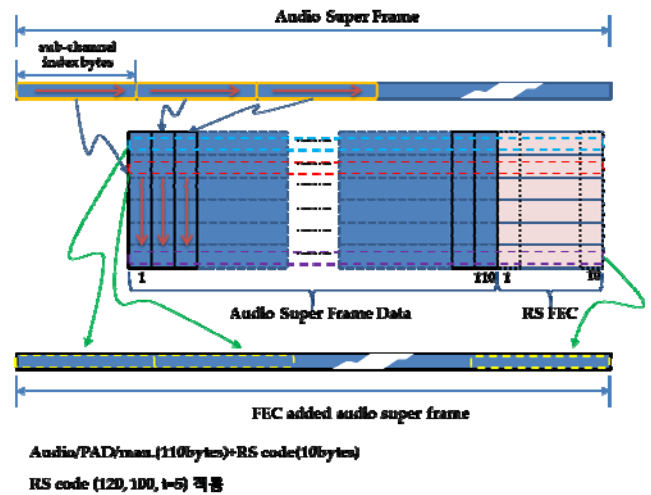 Audio Super Frame
sub-channel
index bytes
1
110
1
10
Audio Super Frame Data
RS FEC
FEC added audio super frame
Audio/PAD/man.(110bytes)+RS code(10bytes)
RS code (120, 100, t=5) 적용